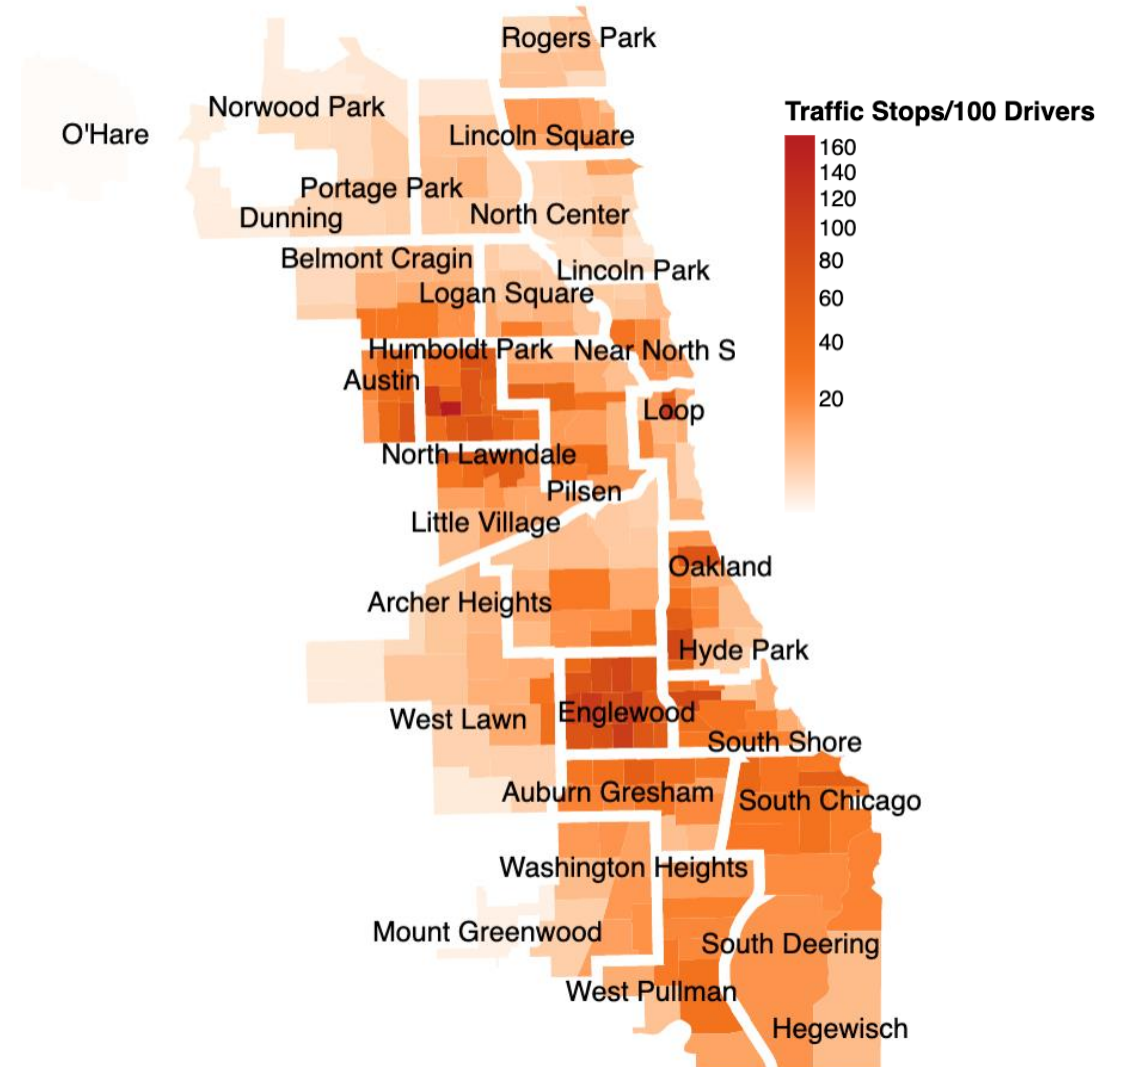 Rogers Park
Traffic Stops/100 Drivers
Norwood Park
O'Hare
Lincoln Square
160
140
120
100
80
60
40
20
Portage Park
Dunning
North Center
Belmont Cragin
Lincoln Park
Logan Square
Humboldt Park
Near North S
Austin
Loop
North Lawndale
Pilsen
Little Village
Oakland
Archer Heights
Hyde Park
West Lawn
Englewood
South Shore
Auburn Gresham
South Chicago
Washington Heights
Mount Greenwood
South Deering
West Pullman
Hegewisch